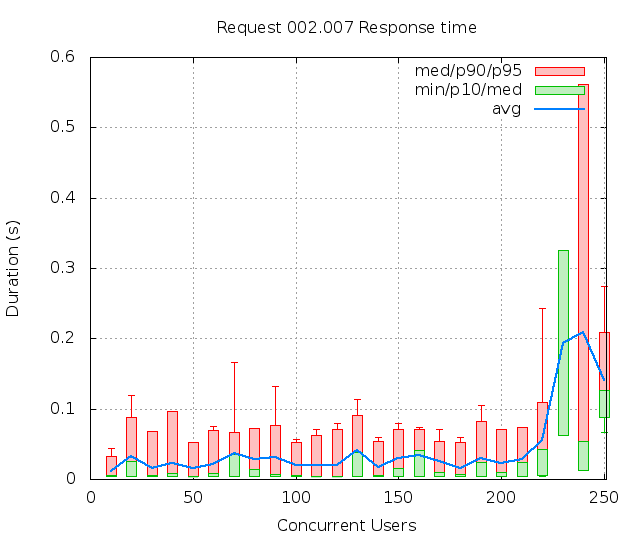 Request 002.007 Response time
0.6
0.5
0.4
0.3
0.2
0.1
0
Duration (s)
med/p90/p95
min/p10/med
avg
0 50 100 150 200 250
Concurrent Users